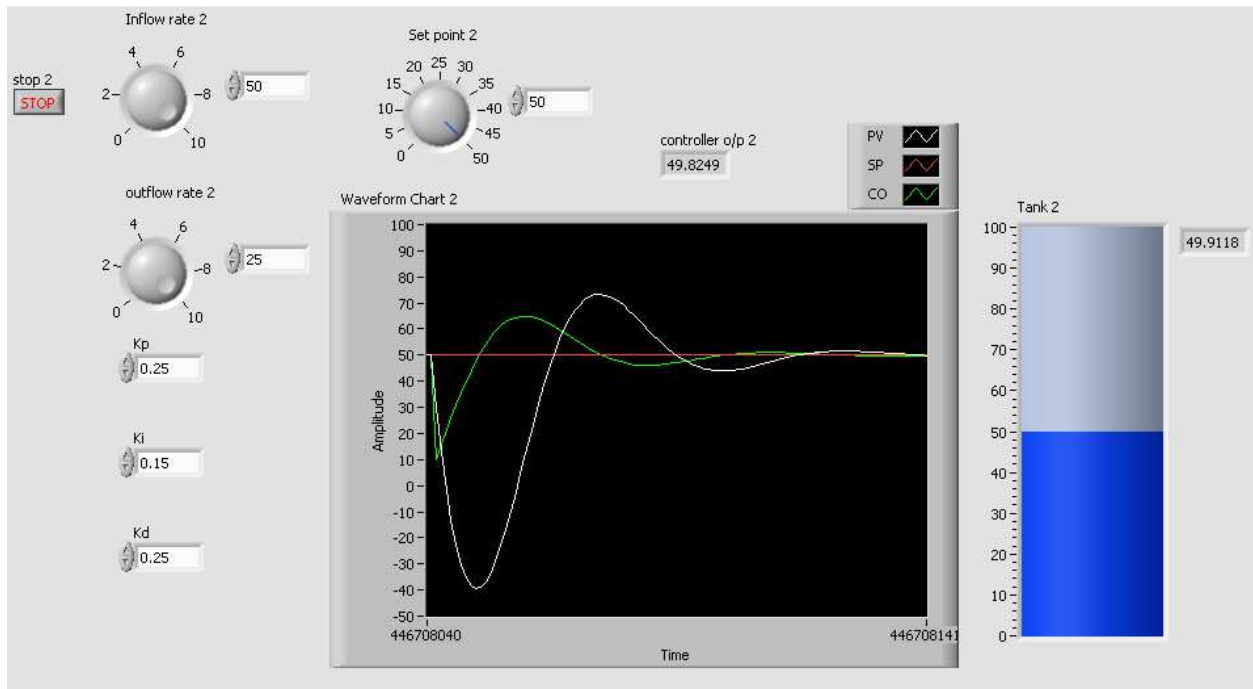 Inflow rate 2
4 6
2 8
0 10
50
stop 2
STOP
Set point 2
20 25 30
15 35
10 40
5 45
0 50
50
controller o/p 2
49.8249
PV
SP
CO
outflow rate 2
4 6
2 8
0 10
25
Kp
0.25
Ki
0.15
Kd
0.25
Waveform Chart 2
Amplitude
100
90
80
70
60
50
40
30
20
10
0
-10
-20
-30
-40
-50
446708040 446708141
Time
Tank 2
49.9118
100
90
80
70
60
50
40
30
20
10
0